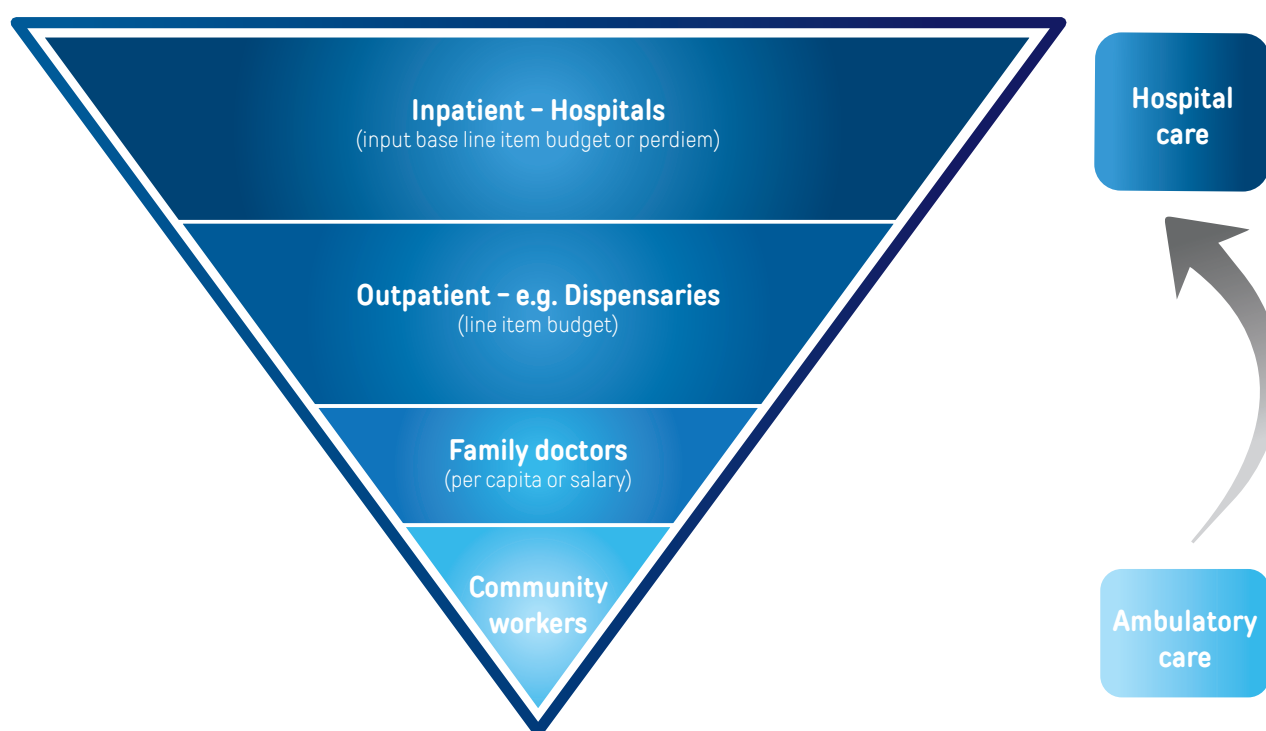 Inpatient – Hospitals
(input base line item budget or perdiem)
Outpatient – e.g. Dispensaries
(line item budget)
Family doctors
(per capita or salary)
Community
workers
Hospital
care
Ambulatory
care